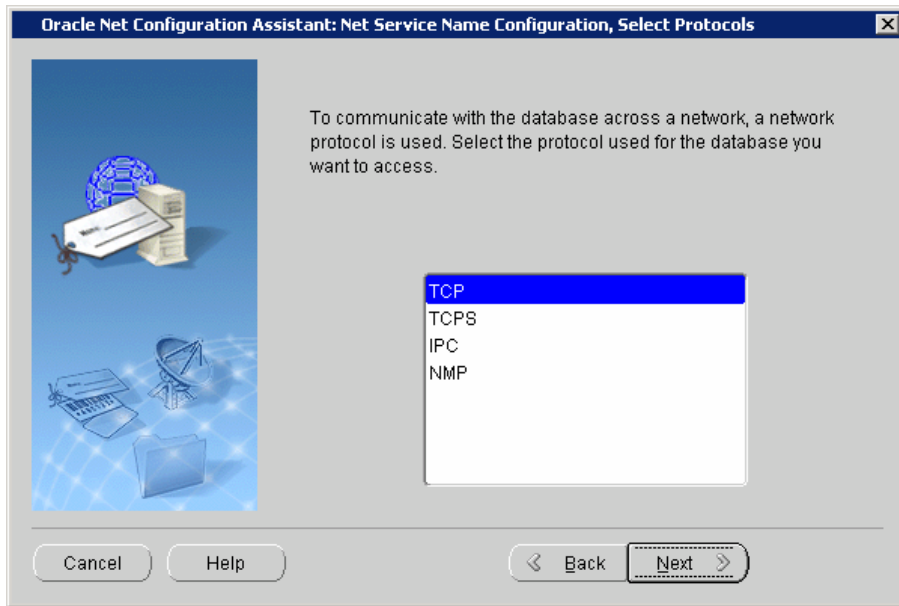 Oracle Net Configuration Assistant: Net Service Name Configuration, Select Protocols
To communicate with the database across a network, a network
protocol is used. Select the protocol used for the database you
want to access.
TCP
TCPS
IPC
NMP
Cancel
Help
Back
Next